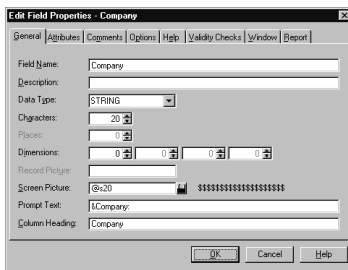 Edit Field Properties - Company
General Attributes Comments Options Help Validity Checks Window Report
Field Name: Company
Description:
Data Type: STRING
Characters: 20
Places: 0
Dimensions: 0 0 0 0
Record Picture:
Screen Picture: @s20 $$$$$$$$$$$$$$$$$$$$
Prompt Text: &Company:
Column Heading: Company
OK Cancel Help